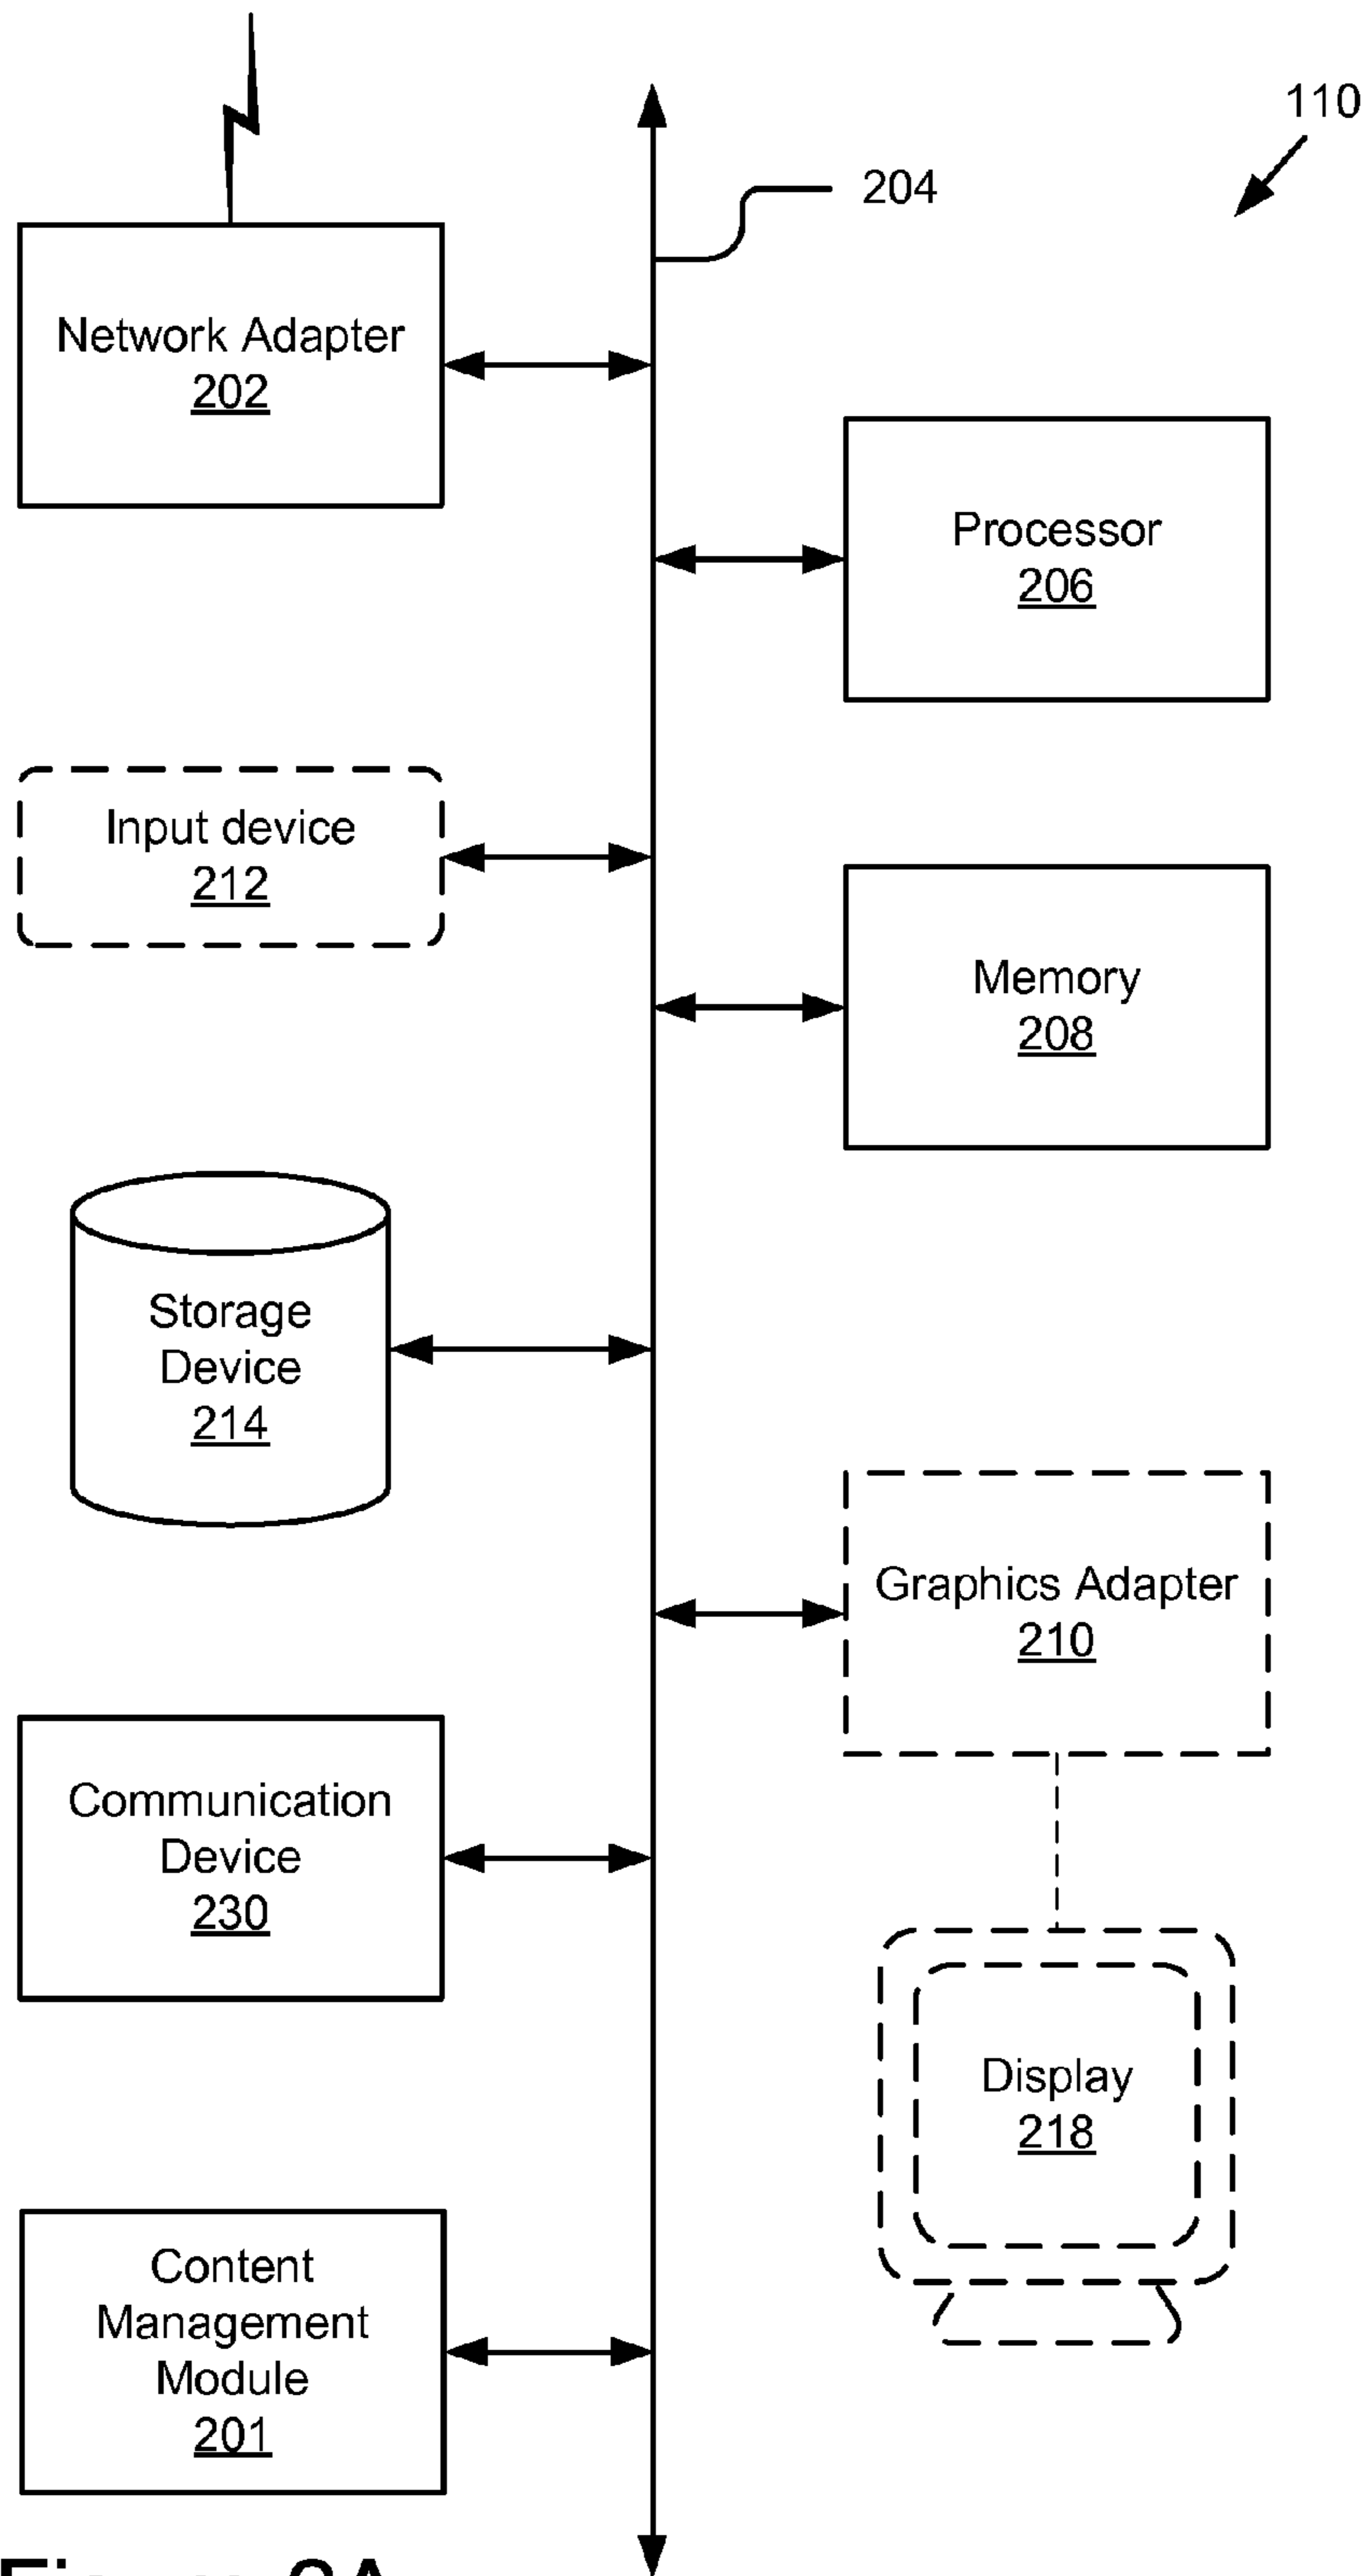 110
204
Network Adapter
202
Processor
206
Input device
212
Memory
208
Storage
Device
214
Graphics Adapter
210
Communication
Device
230
Display
218
Content
Management
Module
201